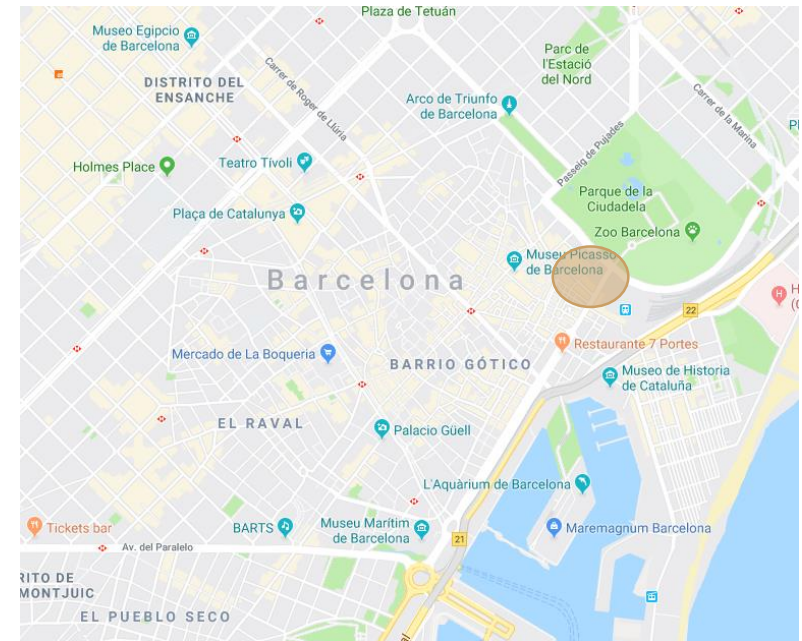 Plaza de Tetuán
Museo Egipcio
de Barcelona
Parc de
l'Estació
del Nord
DISTRITO DEL
ENSANCHE
Carrer de Roger de Llúria
Arco de Triunfo
de Barcelona
Carrer de la Marina
Pl
Passeig de Pujades
Holmes Place
Teatro Tívoli
Parque de la
Ciudadela
Plaça de Catalunya
Zoo Barcelona
Museu Picasso
de Barcelona
Barcelona
H
H
(C
22
Restaurante 7 Portes
Mercado de La Boqueria
BARRIO GÓTICO
Museo de Historia
de Cataluña
EL RAVAL
Palacio Güell
L'Aquàrium de Barcelona
Tickets bar
BARTS
Museu Marítim
de Barcelona
21
Maremagnum Barcelona
Av. del Paralelo
RITO DE
MONTJUIC
EL PUEBLO SECO